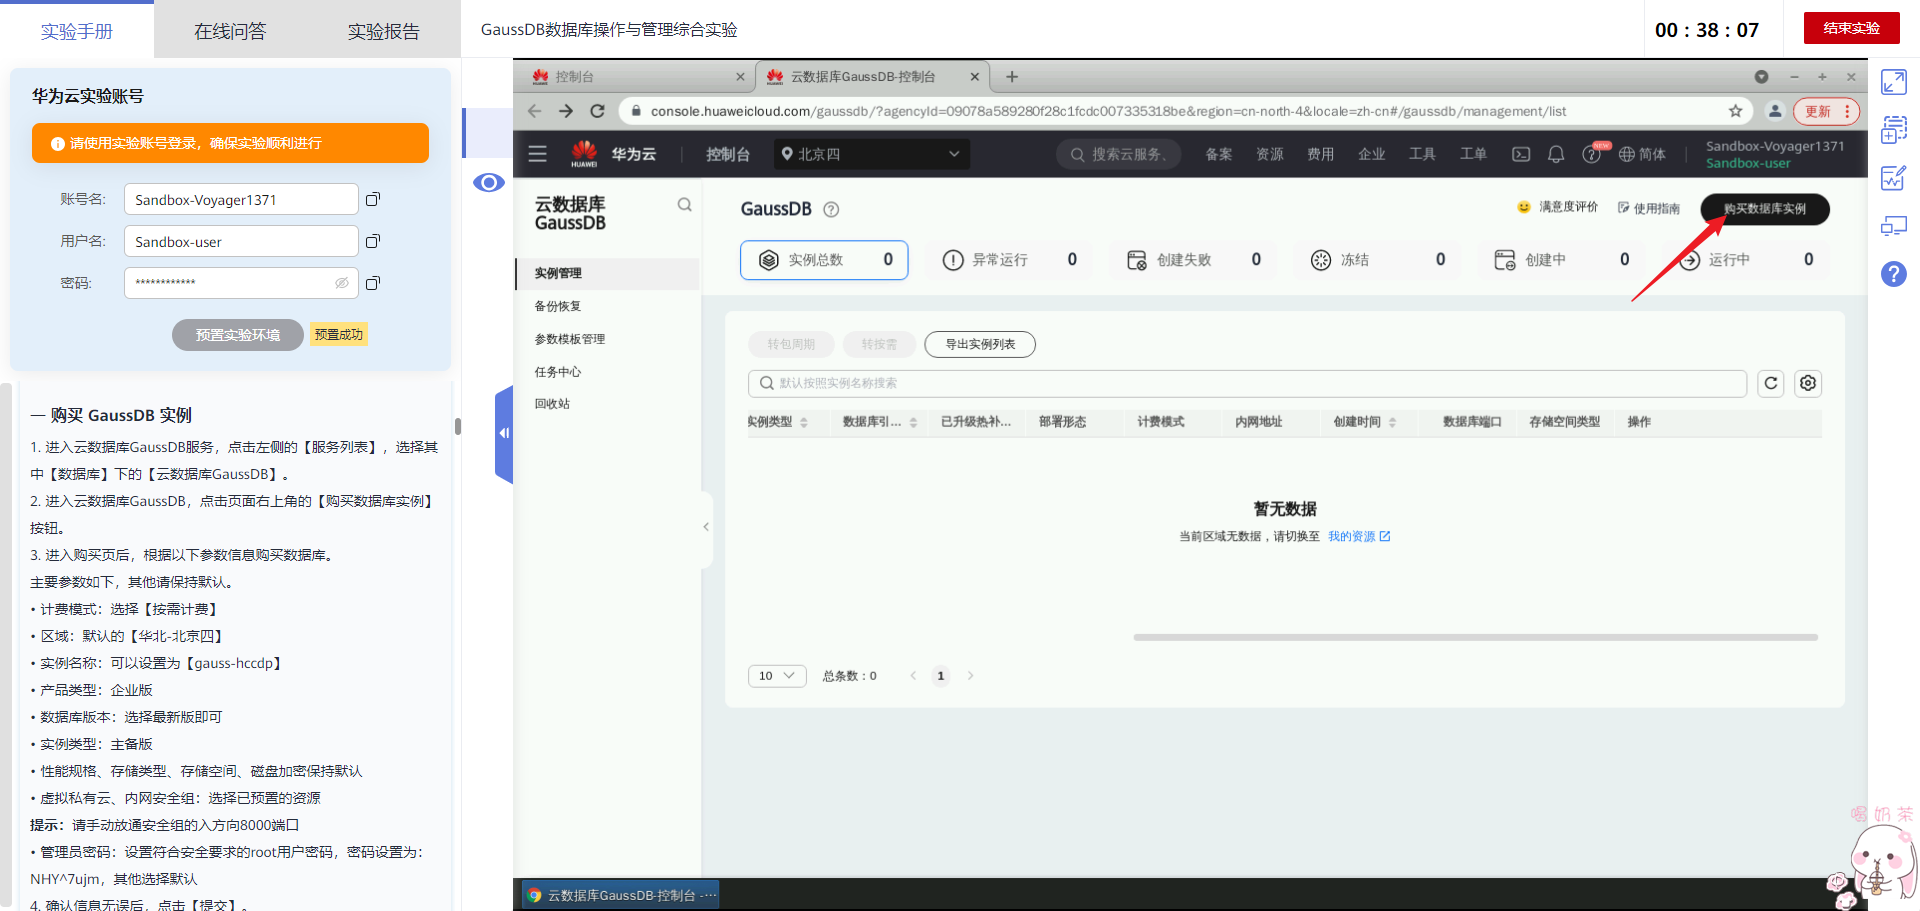 实验手册
在线问答
实验报告
GaussDB数据库操作与管理综合实验
00 : 38 : 07
结束实验
华为云实验账号
请使用实验账号登录，确保实验顺利进行
账号名: Sandbox-Voyager1371
用户名: Sandbox-user
密码: ************
预置实验环境 预置成功
一 购买 GaussDB 实例
1. 进入云数据库GaussDB服务，点击左侧的【服务列表】，选择其
中【数据库】下的【云数据库GaussDB】。
2. 进入云数据库GaussDB，点击页面右上角的【购买数据库实例】
按钮。
3. 进入购买页后，根据以下参数信息购买数据库。
主要参数如下，其他请保持默认。
• 计费模式：选择【按需计费】
• 区域：默认的【华北-北京四】
• 实例名称：可以设置为【gauss-hccdp】
• 产品类型：企业版
• 数据库版本：选择最新版即可
• 实例类型：主备版
• 性能规格、存储类型、存储空间、磁盘加密保持默认
• 虚拟私有云、内网安全组：选择已预置的资源
提示：请手动放通安全组的入方向8000端口
• 管理员密码：设置符合安全要求的root用户密码，密码设置为：
NHY^7ujm，其他选择默认
4. 确认信息无误后，点击【提交】。
控制台
云数据库GaussDB-控制台
console.huaweicloud.com/gaussdb/?agencyId=09078a589280f28c1fcdc007335318be&region=cn-north-4&locale=zh-cn#/gaussdb/management/list
更新
HUAWEI
华为云
控制台
北京四
搜索云服务、
备案
资源
费用
企业
工具
工单
NEW
简体
Sandbox-Voyager1371
Sandbox-user
云数据库
GaussDB
实例管理
备份恢复
参数模板管理
任务中心
回收站
GaussDB
满意度评价
使用指南
购买数据库实例
实例总数 0
异常运行 0
创建失败 0
冻结 0
创建中 0
运行中 0
转包周期
转按需
导出实例列表
默认按照实例名称搜索
实例类型
数据库引...
已升级热补...
部署形态
计费模式
内网地址
创建时间
数据库端口
存储空间类型
操作
暂无数据
当前区域无数据，请切换至 我的资源
10
总条数：0
1
云数据库GaussDB-控制台 -...
喝奶茶